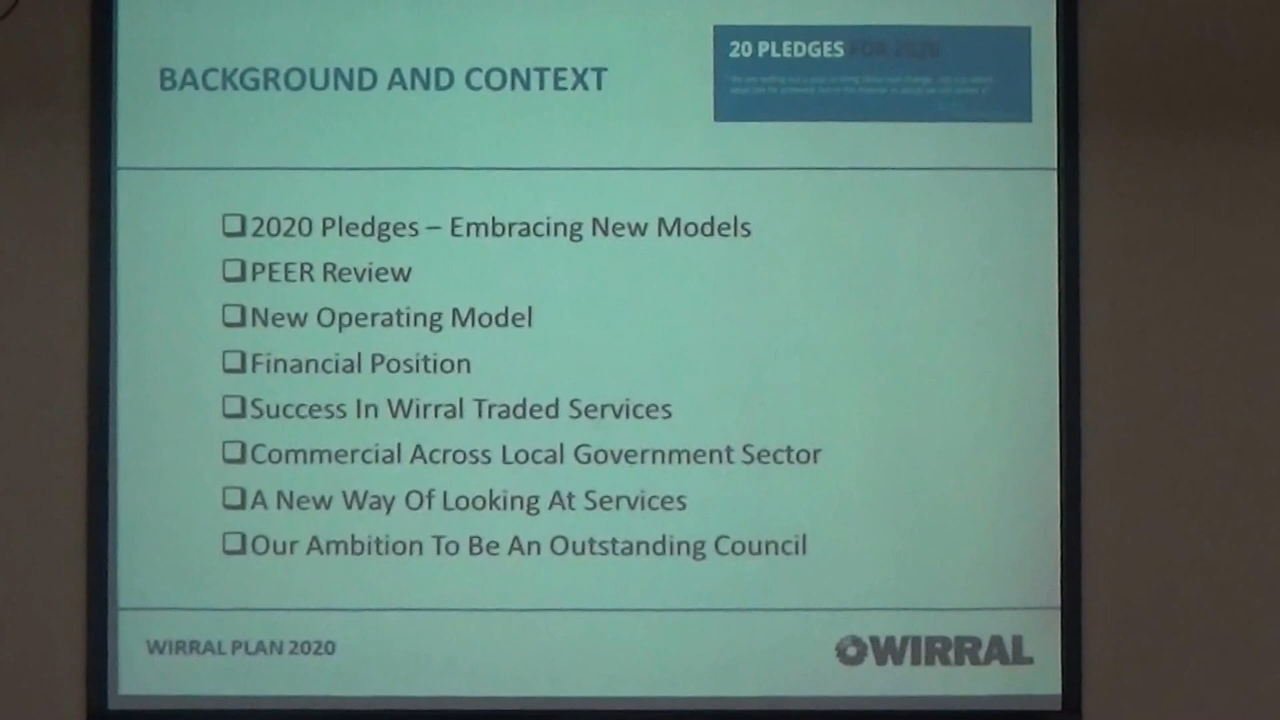 20 PLEDGES FOR 2020
BACKGROUND AND CONTEXT
2020 Pledges – Embracing New Models
PEER Review
New Operating Model
Financial Position
Success In Wirral Traded Services
Commercial Across Local Government Sector
A New Way Of Looking At Services
Our Ambition To Be An Outstanding Council
WIRRAL PLAN 2020
WIRRAL